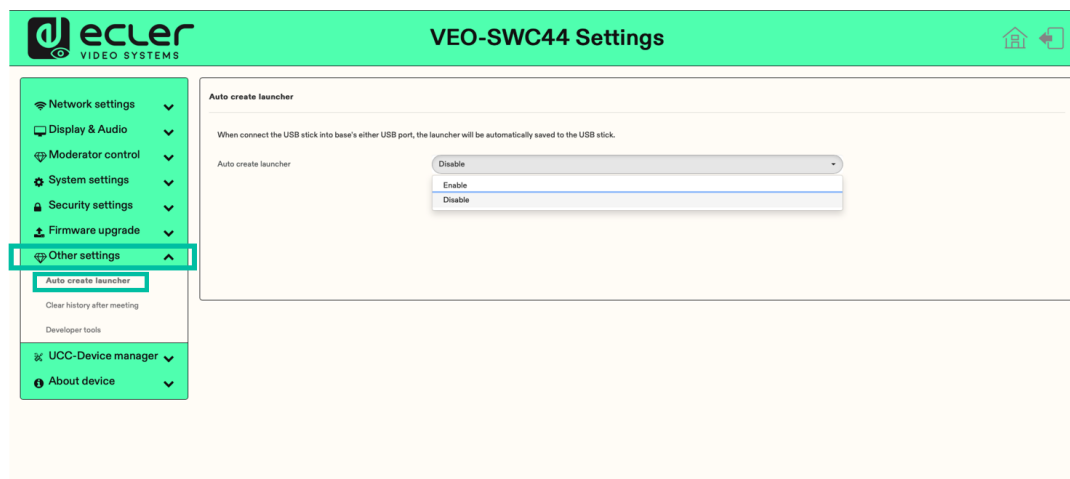 ecler
VIDEO SYSTEMS
VEO-SWC44 Settings
Network settings
Display & Audio
Moderator control
System settings
Security settings
Firmware upgrade
Other settings
Auto create launcher
Clear history after meeting
Developer tools
UCC-Device manager
About device
Auto create launcher
When connect the USB stick into base's either USB port, the launcher will be automatically saved to the USB stick.
Auto create launcher
Disable
Enable
Disable